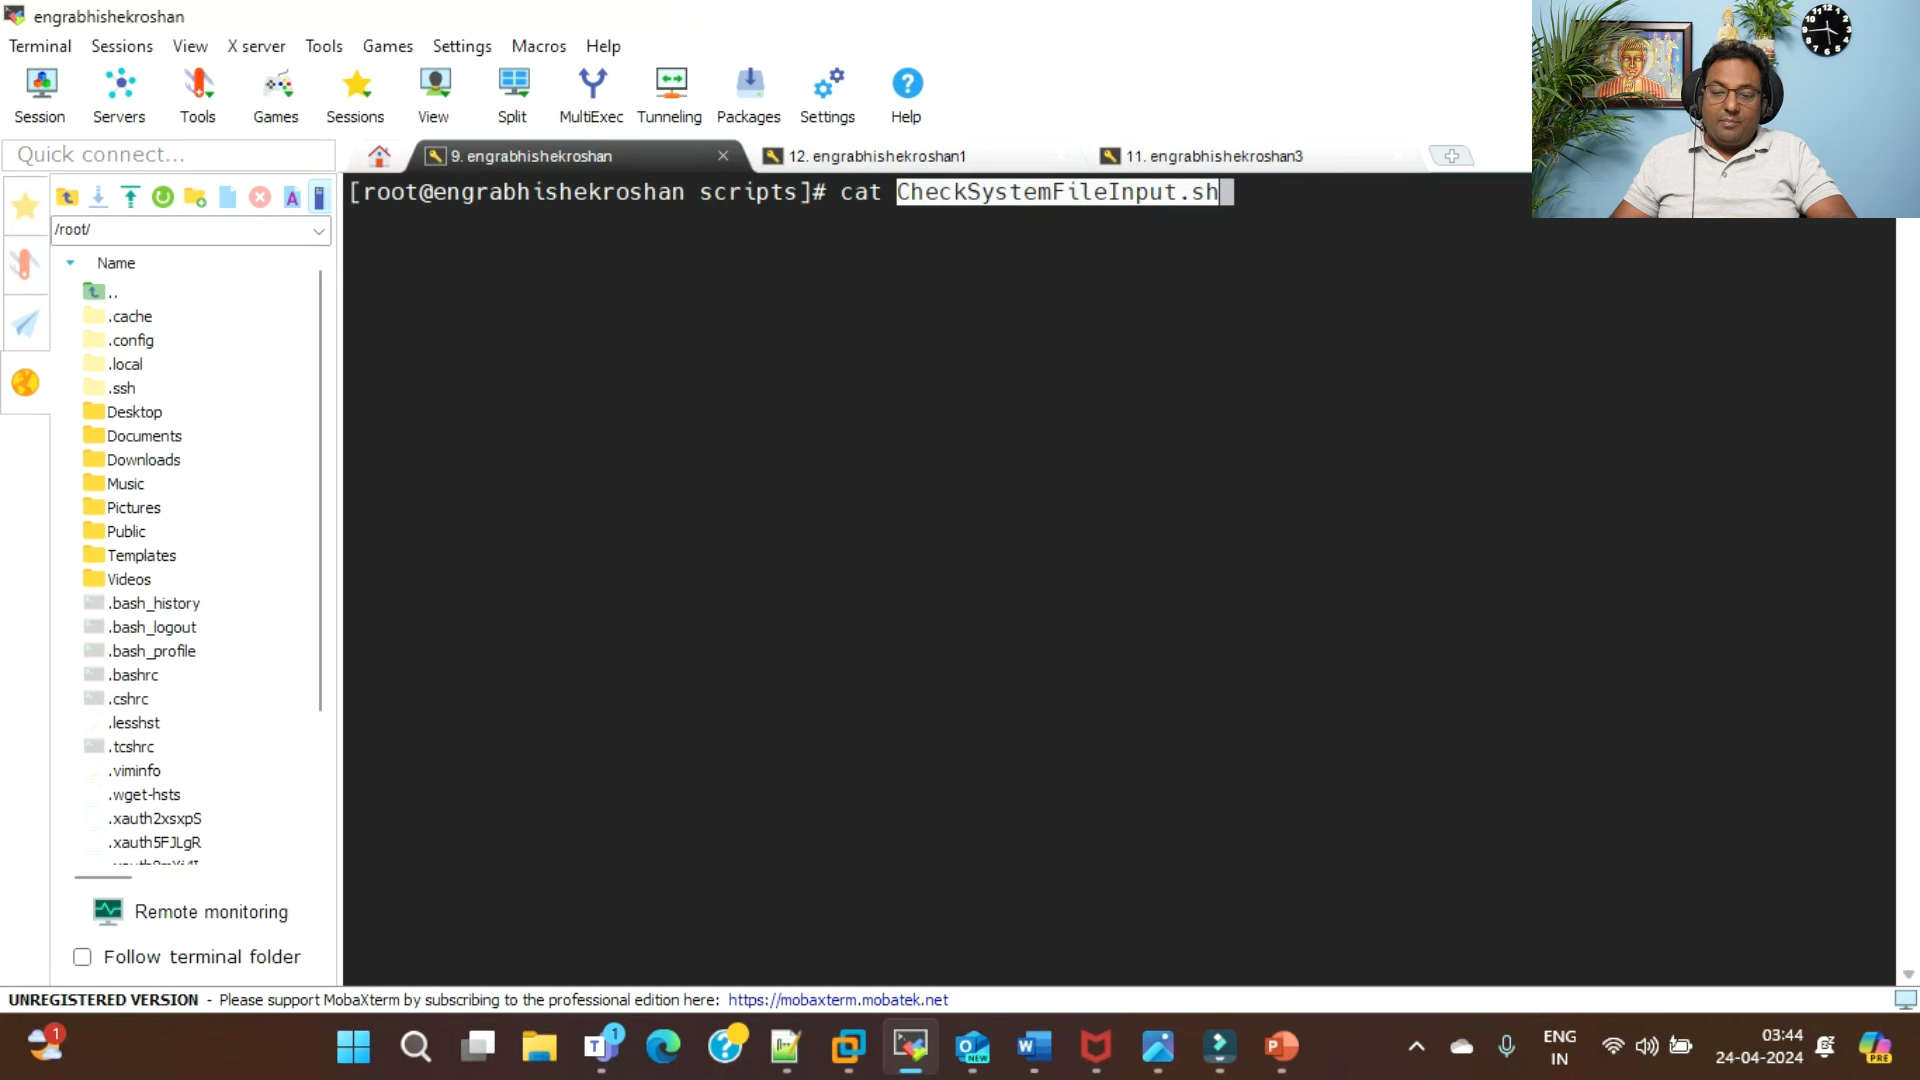 engrabhishekroshan
Terminal Sessions View X server Tools Games Settings Macros Help
Session Servers Tools Games Sessions View Split MultiExec Tunneling Packages Settings Help
Quick connect...
9. engrabhishekroshan
12. engrabhishekroshan1
11. engrabhishekroshan3
/root/
Name
..
.cache
.config
.local
.ssh
Desktop
Documents
Downloads
Music
Pictures
Public
Templates
Videos
.bash_history
.bash_logout
.bash_profile
.bashrc
.cshrc
.lesshst
.tcshrc
.viminfo
.wget-hsts
.xauth2xsxpS
.xauth5FJLgR
Remote monitoring
Follow terminal folder
[root@engrabhishekroshan scripts]# cat CheckSystemFileInput.sh
UNREGISTERED VERSION - Please support MobaXterm by subscribing to the professional edition here: https://mobaxterm.mobatek.net
1
1
NEW
ENG
IN
03:44
24-04-2024
PRE